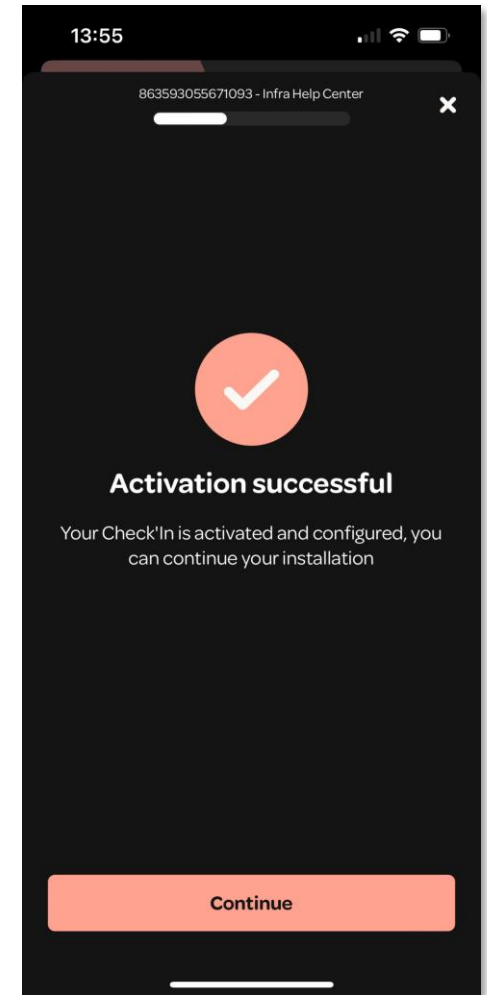 13:55
863593055671093 - Infra Help Center
Activation successful
Your Check'In is activated and configured, you
can continue your installation
Continue